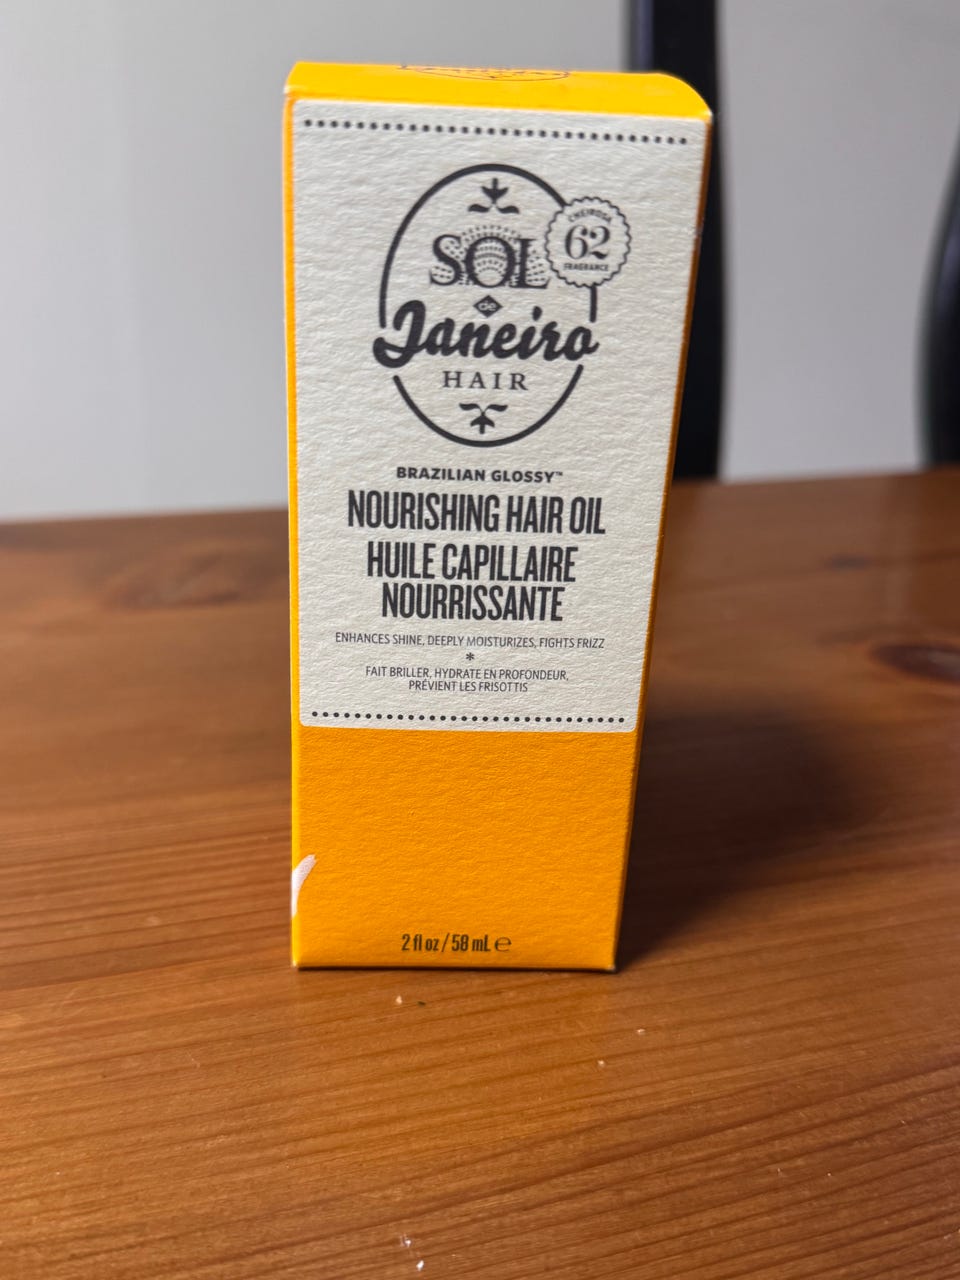 SOL
de
Janeiro
HAIR
CHEIROSA
62
FRAGRANCE
BRAZILIAN GLOSSY™
NOURISHING HAIR OIL
HUILE CAPILLAIRE
NOURRISSANTE
ENHANCES SHINE, DEEPLY MOISTURIZES, FIGHTS FRIZZ
*
FAIT BRILLER, HYDRATE EN PROFONDEUR,
PRÉVIENT LES FRISOTTIS
2 fl oz / 58 mL ℮